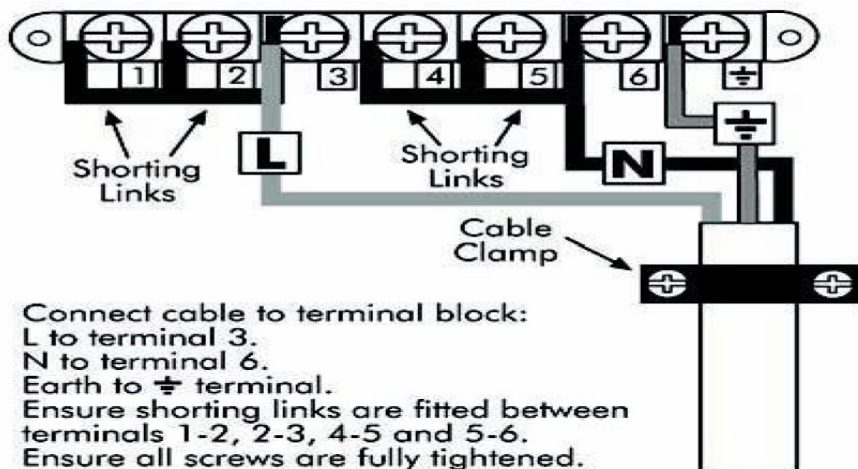 1 2 3 4 5 6 ⏚
Shorting Links
L
Shorting Links
N
⏚
Cable Clamp
Connect cable to terminal block:
L to terminal 3.
N to terminal 6.
Earth to ⏚ terminal.
Ensure shorting links are fitted between
terminals 1-2, 2-3, 4-5 and 5-6.
Ensure all screws are fully tightened.